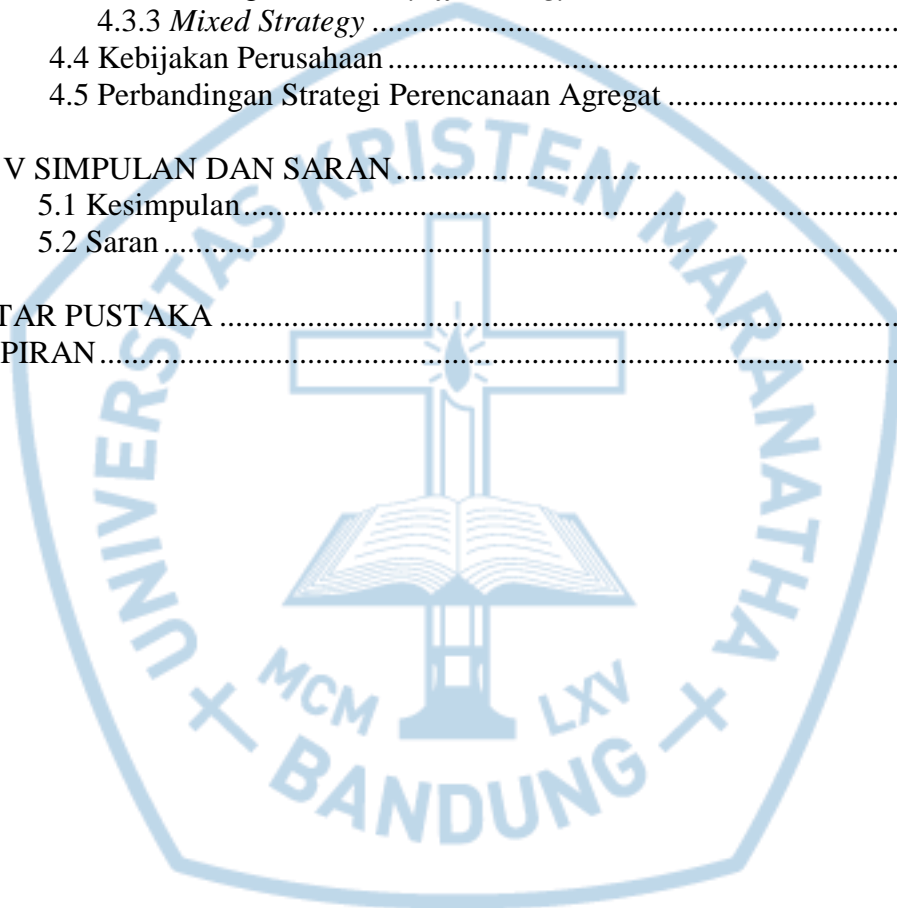 4.3.3 Mixed Strategy ........................................................................
4.4 Kebijakan Perusahaan ........................................................................
4.5 Perbandingan Strategi Perencanaan Agregat ........................................
V SIMPULAN DAN SARAN ........................................................................
5.1 Kesimpulan ........................................................................
5.2 Saran ........................................................................
TAR PUSTAKA ........................................................................
PIRAN ........................................................................
UNIVERSITAS KRISTEN MARANATHA
MCM LXV
BANDUNG